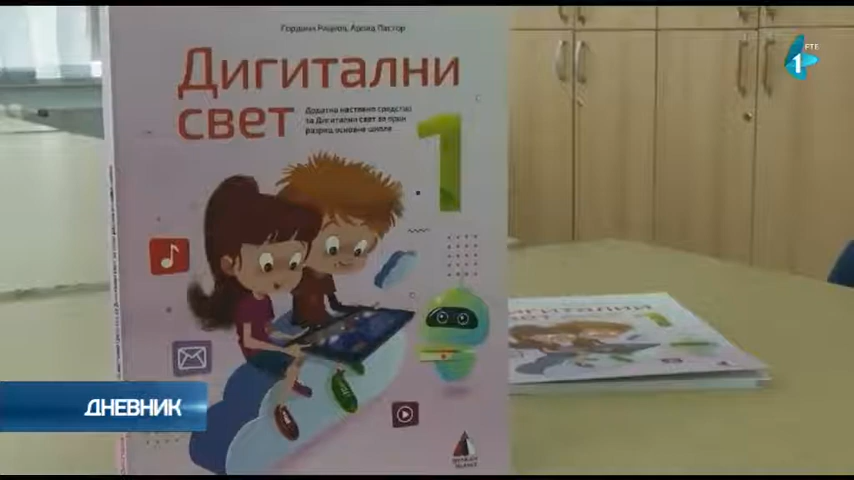 Гордана Рацков, Арпад Пастор
Дигитални
свет
Додатно наставно средство
за Дигитални свет за први
разред основне школе
1
ДНЕВНИК
1
РТВ